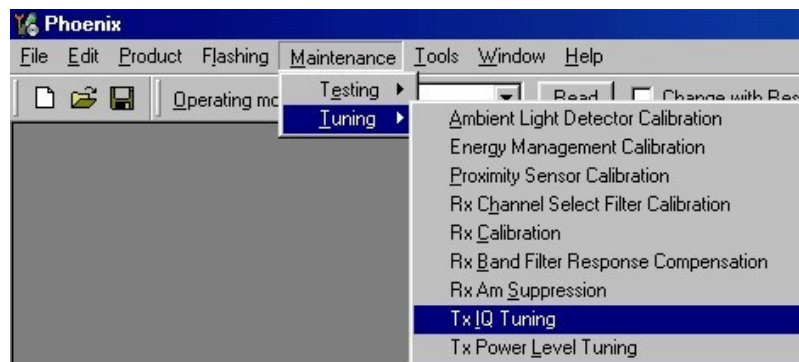 Phoenix
File Edit Product Flashing Maintenance Tools Window Help
Operating Read Change with
Testing
Tuning
Ambient Light Detector Calibration
Energy Management Calibration
Proximity Sensor Calibration
Rx Channel Select Filter Calibration
Rx Calibration
Rx Band Filter Response Compensation
Rx Am Suppression
Tx IQ Tuning
Tx Power Level Tuning